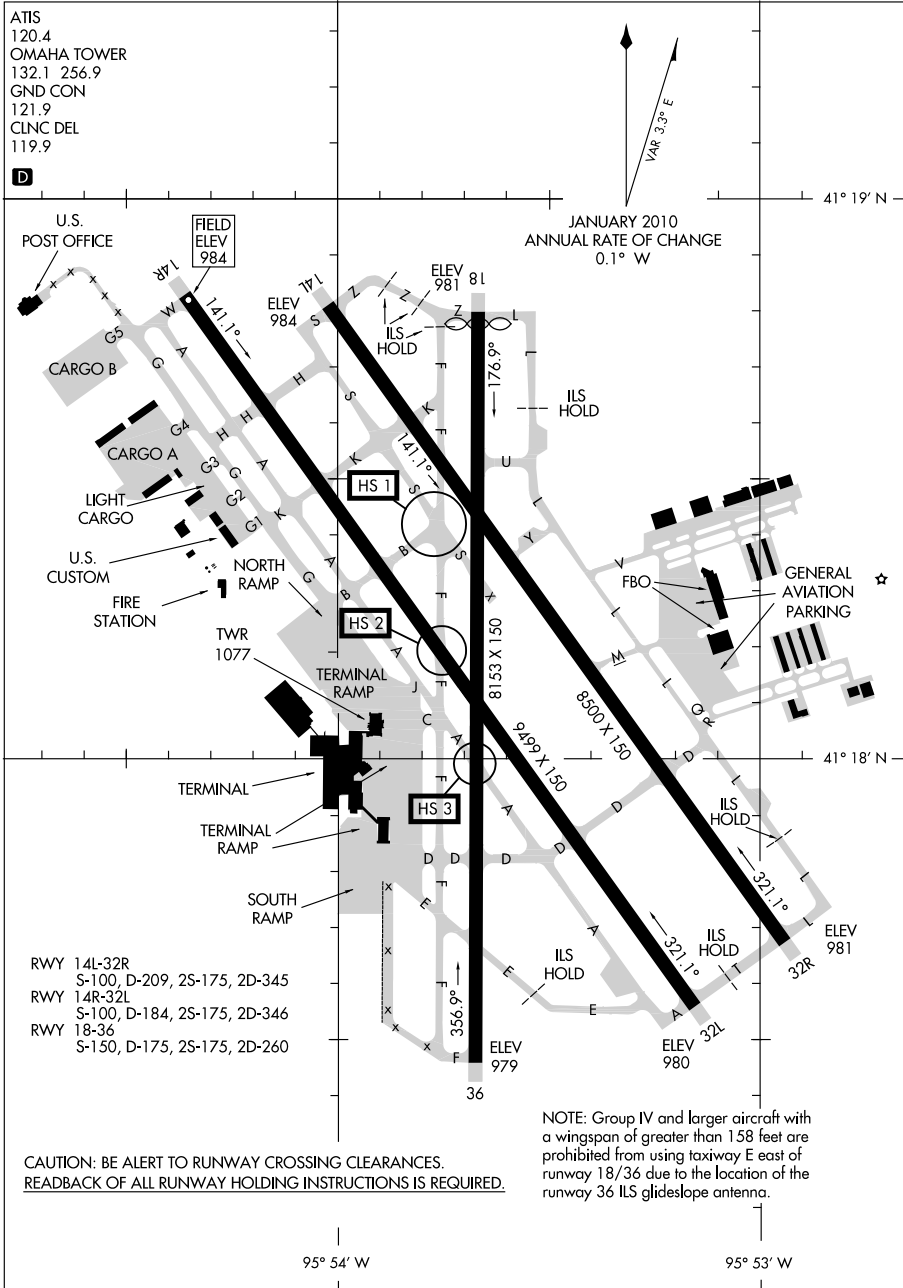 ATIS
120.4
OMAHA TOWER
132.1 256.9
GND CON
121.9
CLNC DEL
119.9
D
VAR 3.3° E
41° 19' N
JANUARY 2010
ANNUAL RATE OF CHANGE
0.1° W
U.S.
POST OFFICE
FIELD
ELEV
984
14R
14L
ELEV
984
ELEV
981
18
ILS
HOLD
x
x
x
x
x
W
141.1°
S
Z
Z
Z
L
G5
A
G
F
L
176.9°
CARGO B
H
H
H
S
S
K
F
ILS
HOLD
G4
CARGO A
G3
G
A
K
141.1°
U
HS 1
S
L
LIGHT
CARGO
G2
G1
K
B
S
Y
U.S.
CUSTOM
NORTH
RAMP
A
G
B
F
X
V
FIRE
STATION
FBO
GENERAL
AVIATION
PARKING
HS 2
TWR
1077
TERMINAL
RAMP
T
A
F
L
W
L
8153 X 150
8500 X 150
9499 X 150
J
C
A
Q
R
41° 18' N
TERMINAL
F
HS 3
A
D
D
L
TERMINAL
RAMP
ILS
HOLD
D
D
D
D
D
SOUTH
RAMP
x
E
F
A
321.1°
L
L
ELEV
981
32R
x
E
ILS
HOLD
A
321.1°
ILS
HOLD
T
RWY 14L-32R
S-100, D-209, 2S-175, 2D-345
RWY 14R-32L
S-100, D-184, 2S-175, 2D-346
RWY 18-36
S-150, D-175, 2S-175, 2D-260
x
x
x
F
356.9°
E
A
32L
F
ELEV
979
ELEV
980
36
NOTE: Group IV and larger aircraft with
a wingspan of greater than 158 feet are
prohibited from using taxiway E east of
runway 18/36 due to the location of the
runway 36 ILS glideslope antenna.
CAUTION: BE ALERT TO RUNWAY CROSSING CLEARANCES.
READBACK OF ALL RUNWAY HOLDING INSTRUCTIONS IS REQUIRED.
95° 54' W
95° 53' W